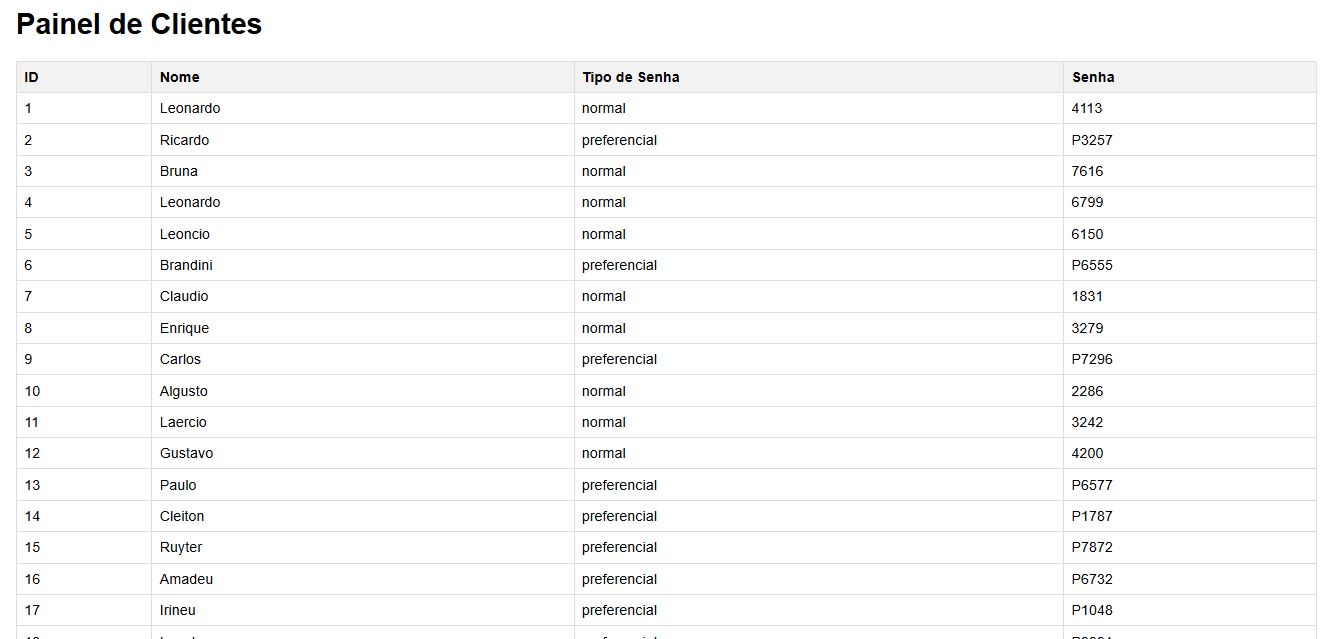 Painel de Clientes
ID Nome Tipo de Senha Senha
1 Leonardo normal 4113
2 Ricardo preferencial P3257
3 Bruna normal 7616
4 Leonardo normal 6799
5 Leoncio normal 6150
6 Brandini preferencial P6555
7 Claudio normal 1831
8 Enrique normal 3279
9 Carlos preferencial P7296
10 Algusto normal 2286
11 Laercio normal 3242
12 Gustavo normal 4200
13 Paulo preferencial P6577
14 Cleiton preferencial P1787
15 Ruyter preferencial P7872
16 Amadeu preferencial P6732
17 Irineu preferencial P1048